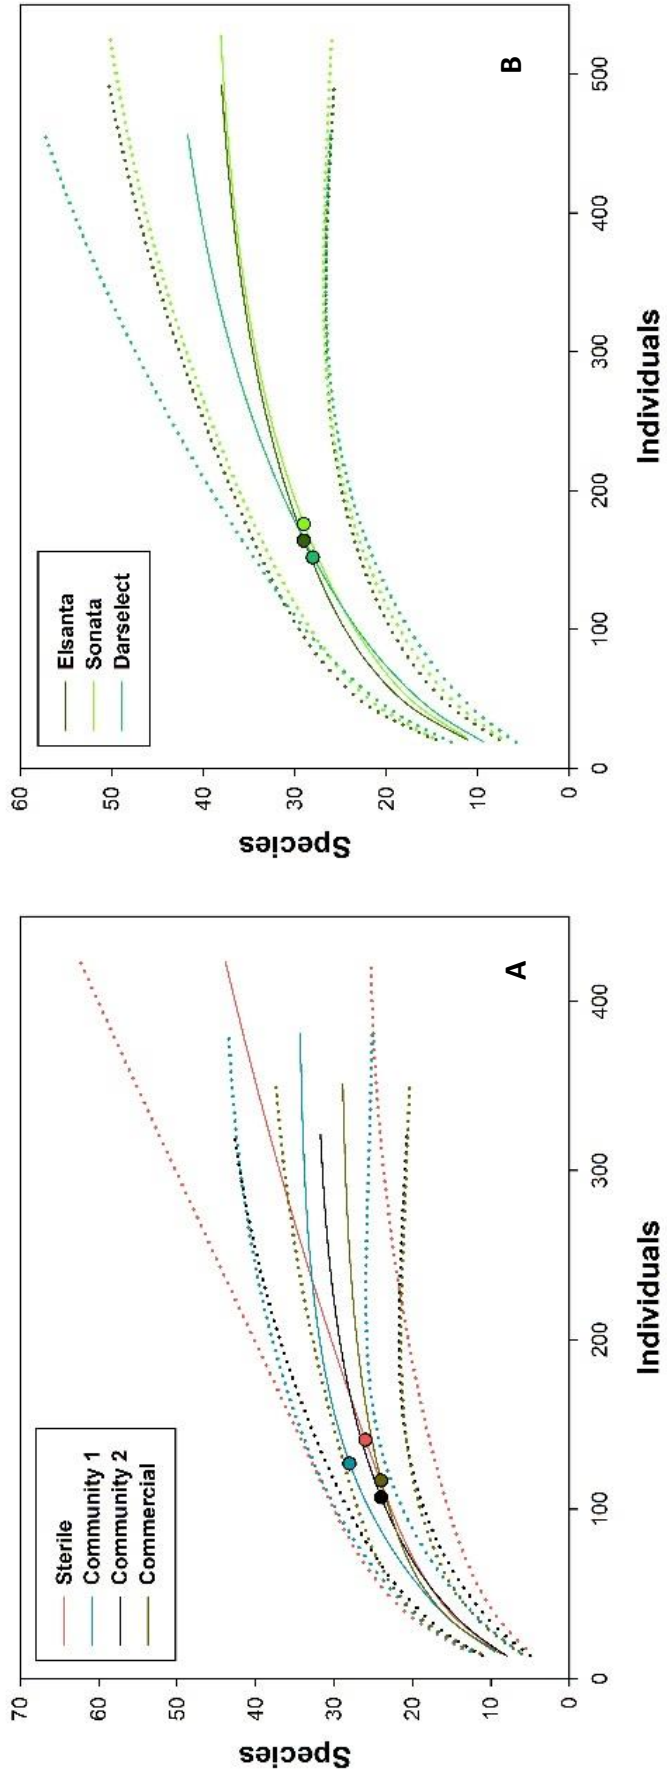 Species
70
60
50
40
30
20
10
0
Sterile
Community 1
Community 2
Commercial
A
0
100
200
300
400
Individuals
Species
60
50
40
30
20
10
0
Elsanta
Sonata
Darselect
B
0
100
200
300
400
500
Individuals